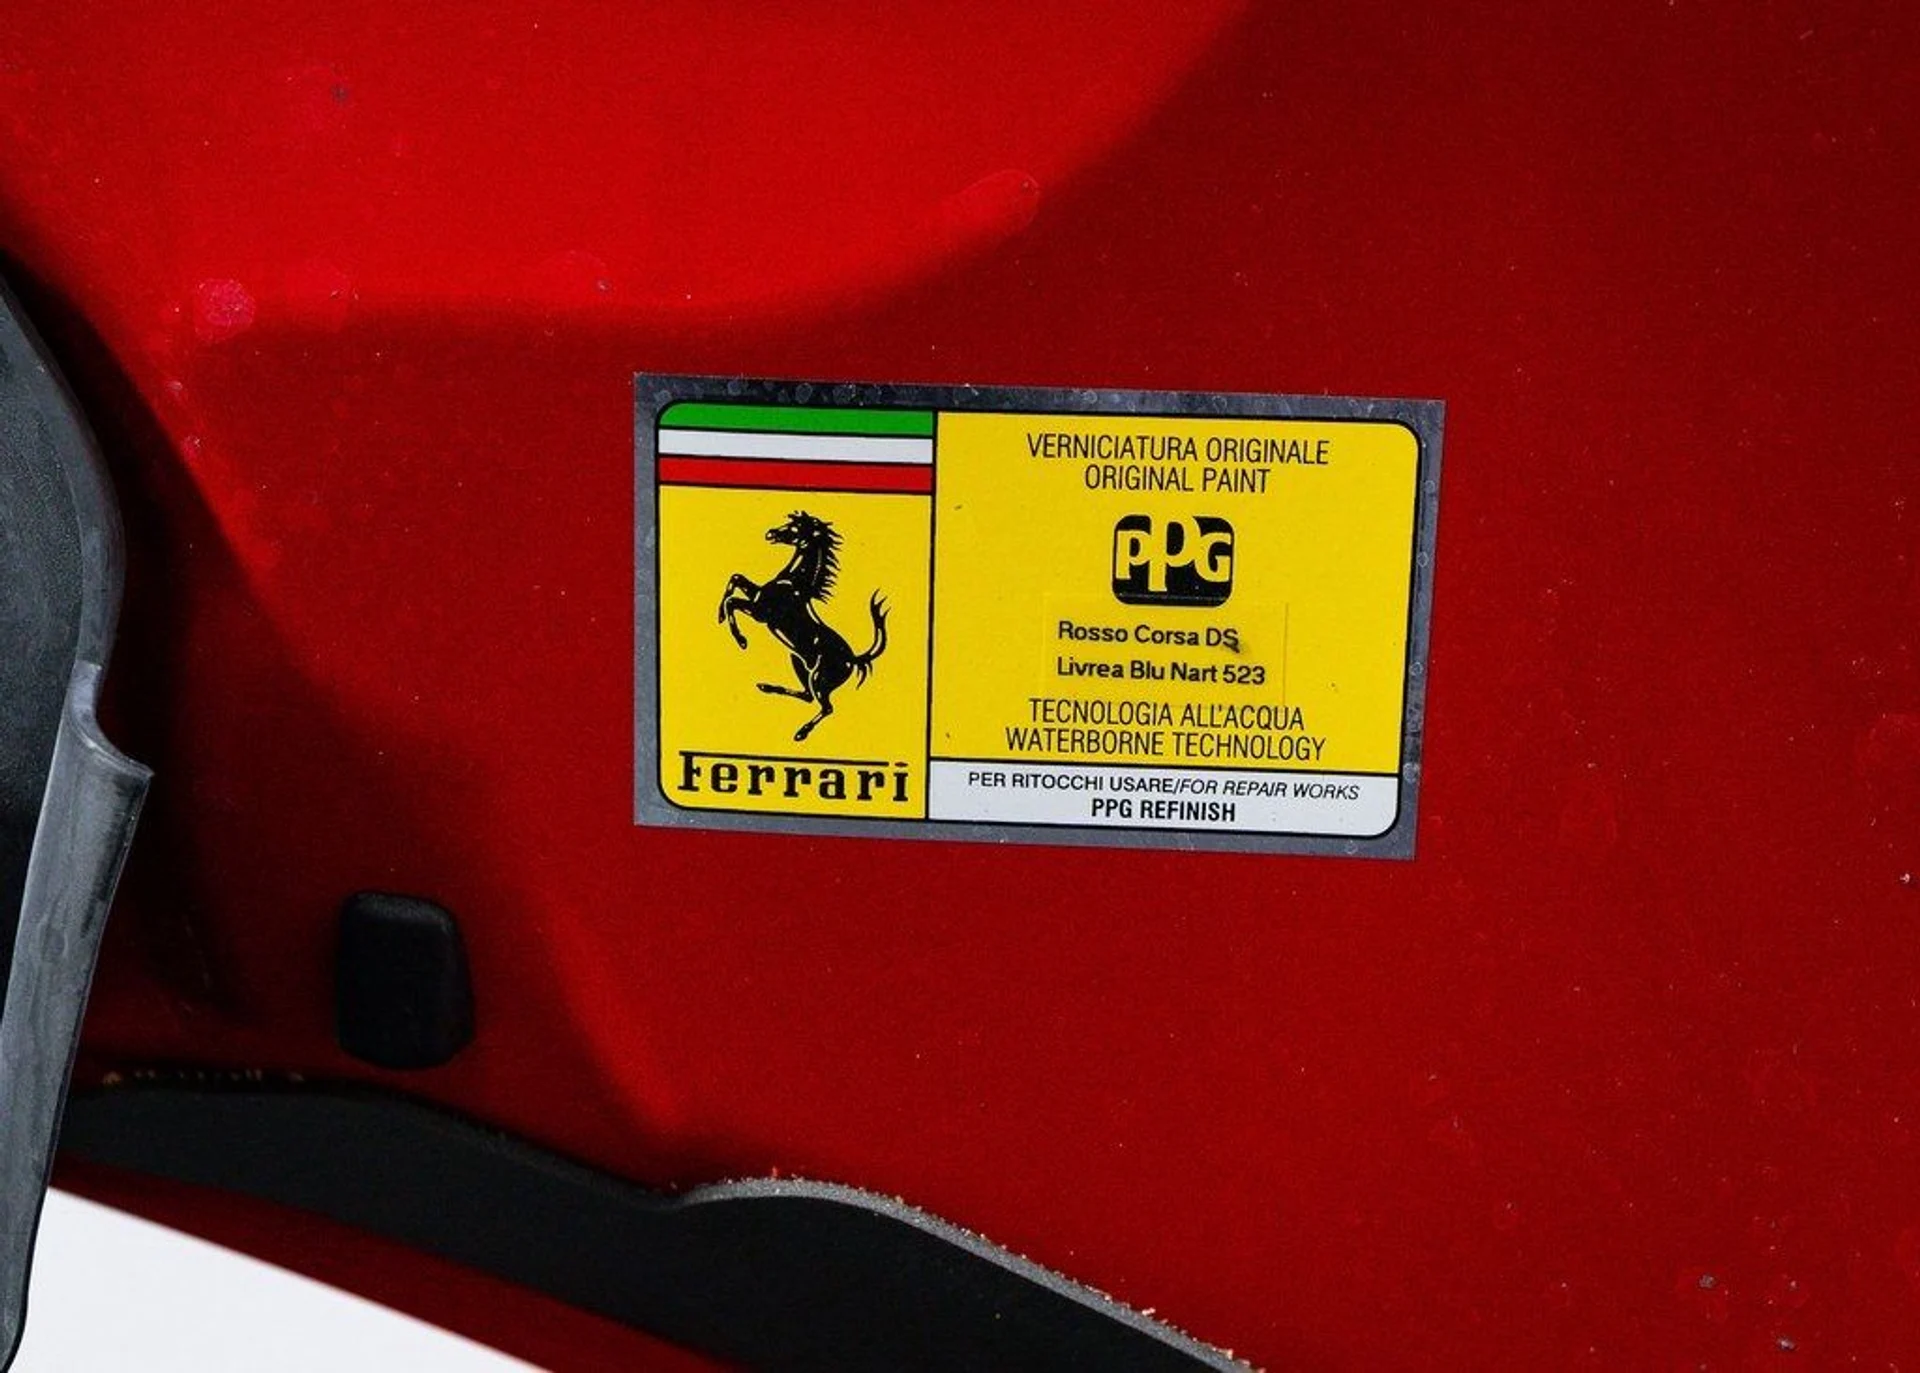 VERNICIATURA ORIGINALE
ORIGINAL PAINT
PPG
Rosso Corsa DS
Livrea Blu Nart 523
TECNOLOGIA ALL'ACQUA
WATERBORNE TECHNOLOGY
Ferrari
PER RITOCCHI USARE/FOR REPAIR WORKS
PPG REFINISH